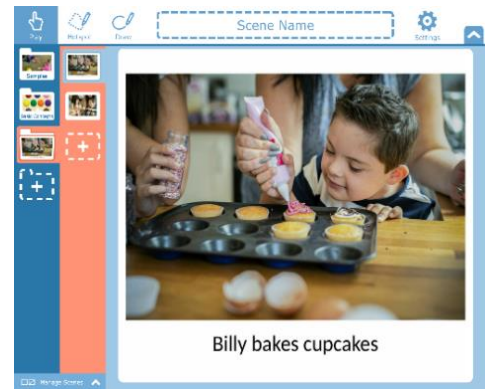 Play
Hotspot
Draw
Scene Name
Settings
Samples
Billy bakes cupcakes
Manage Scenes